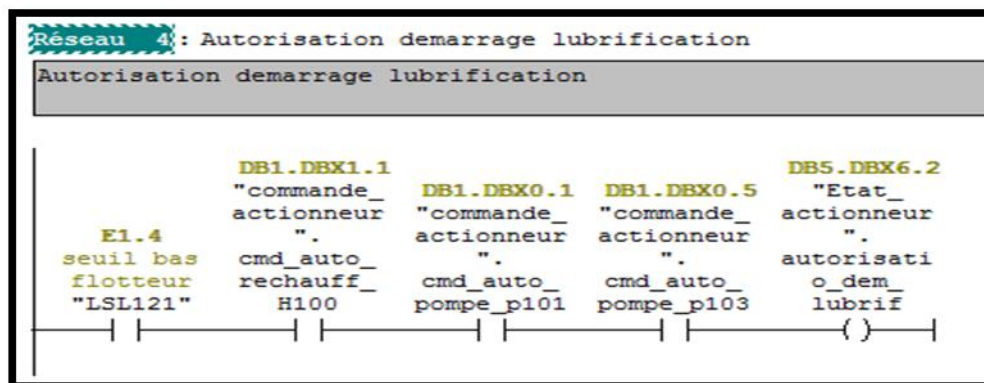 Réseau 4 : Autorisation demarrage lubrification
Autorisation demarrage lubrification
E1.4
seuil bas
flotteur
"LSL121"
DB1.DBX1.1
"commande_
actionneur
".
cmd_auto_
rechauff_
H100
DB1.DBX0.1
"commande_
actionneur
".
cmd_auto_
pompe_p101
DB1.DBX0.5
"commande_
actionneur
".
cmd_auto_
pompe_p103
DB5.DBX6.2
"Etat_
actionneur
".
autorisati
o_dem_
lubrif